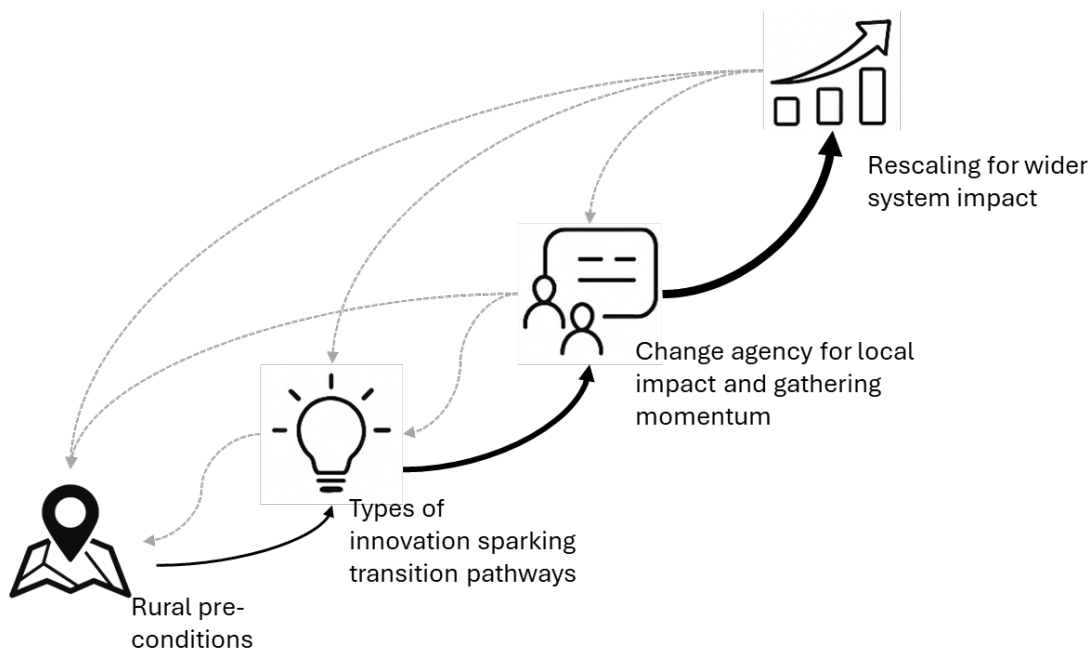 Rescaling for wider
system impact
Change agency for local
impact and gathering
momentum
Types of
innovation sparking
transition pathways
Rural pre-
conditions